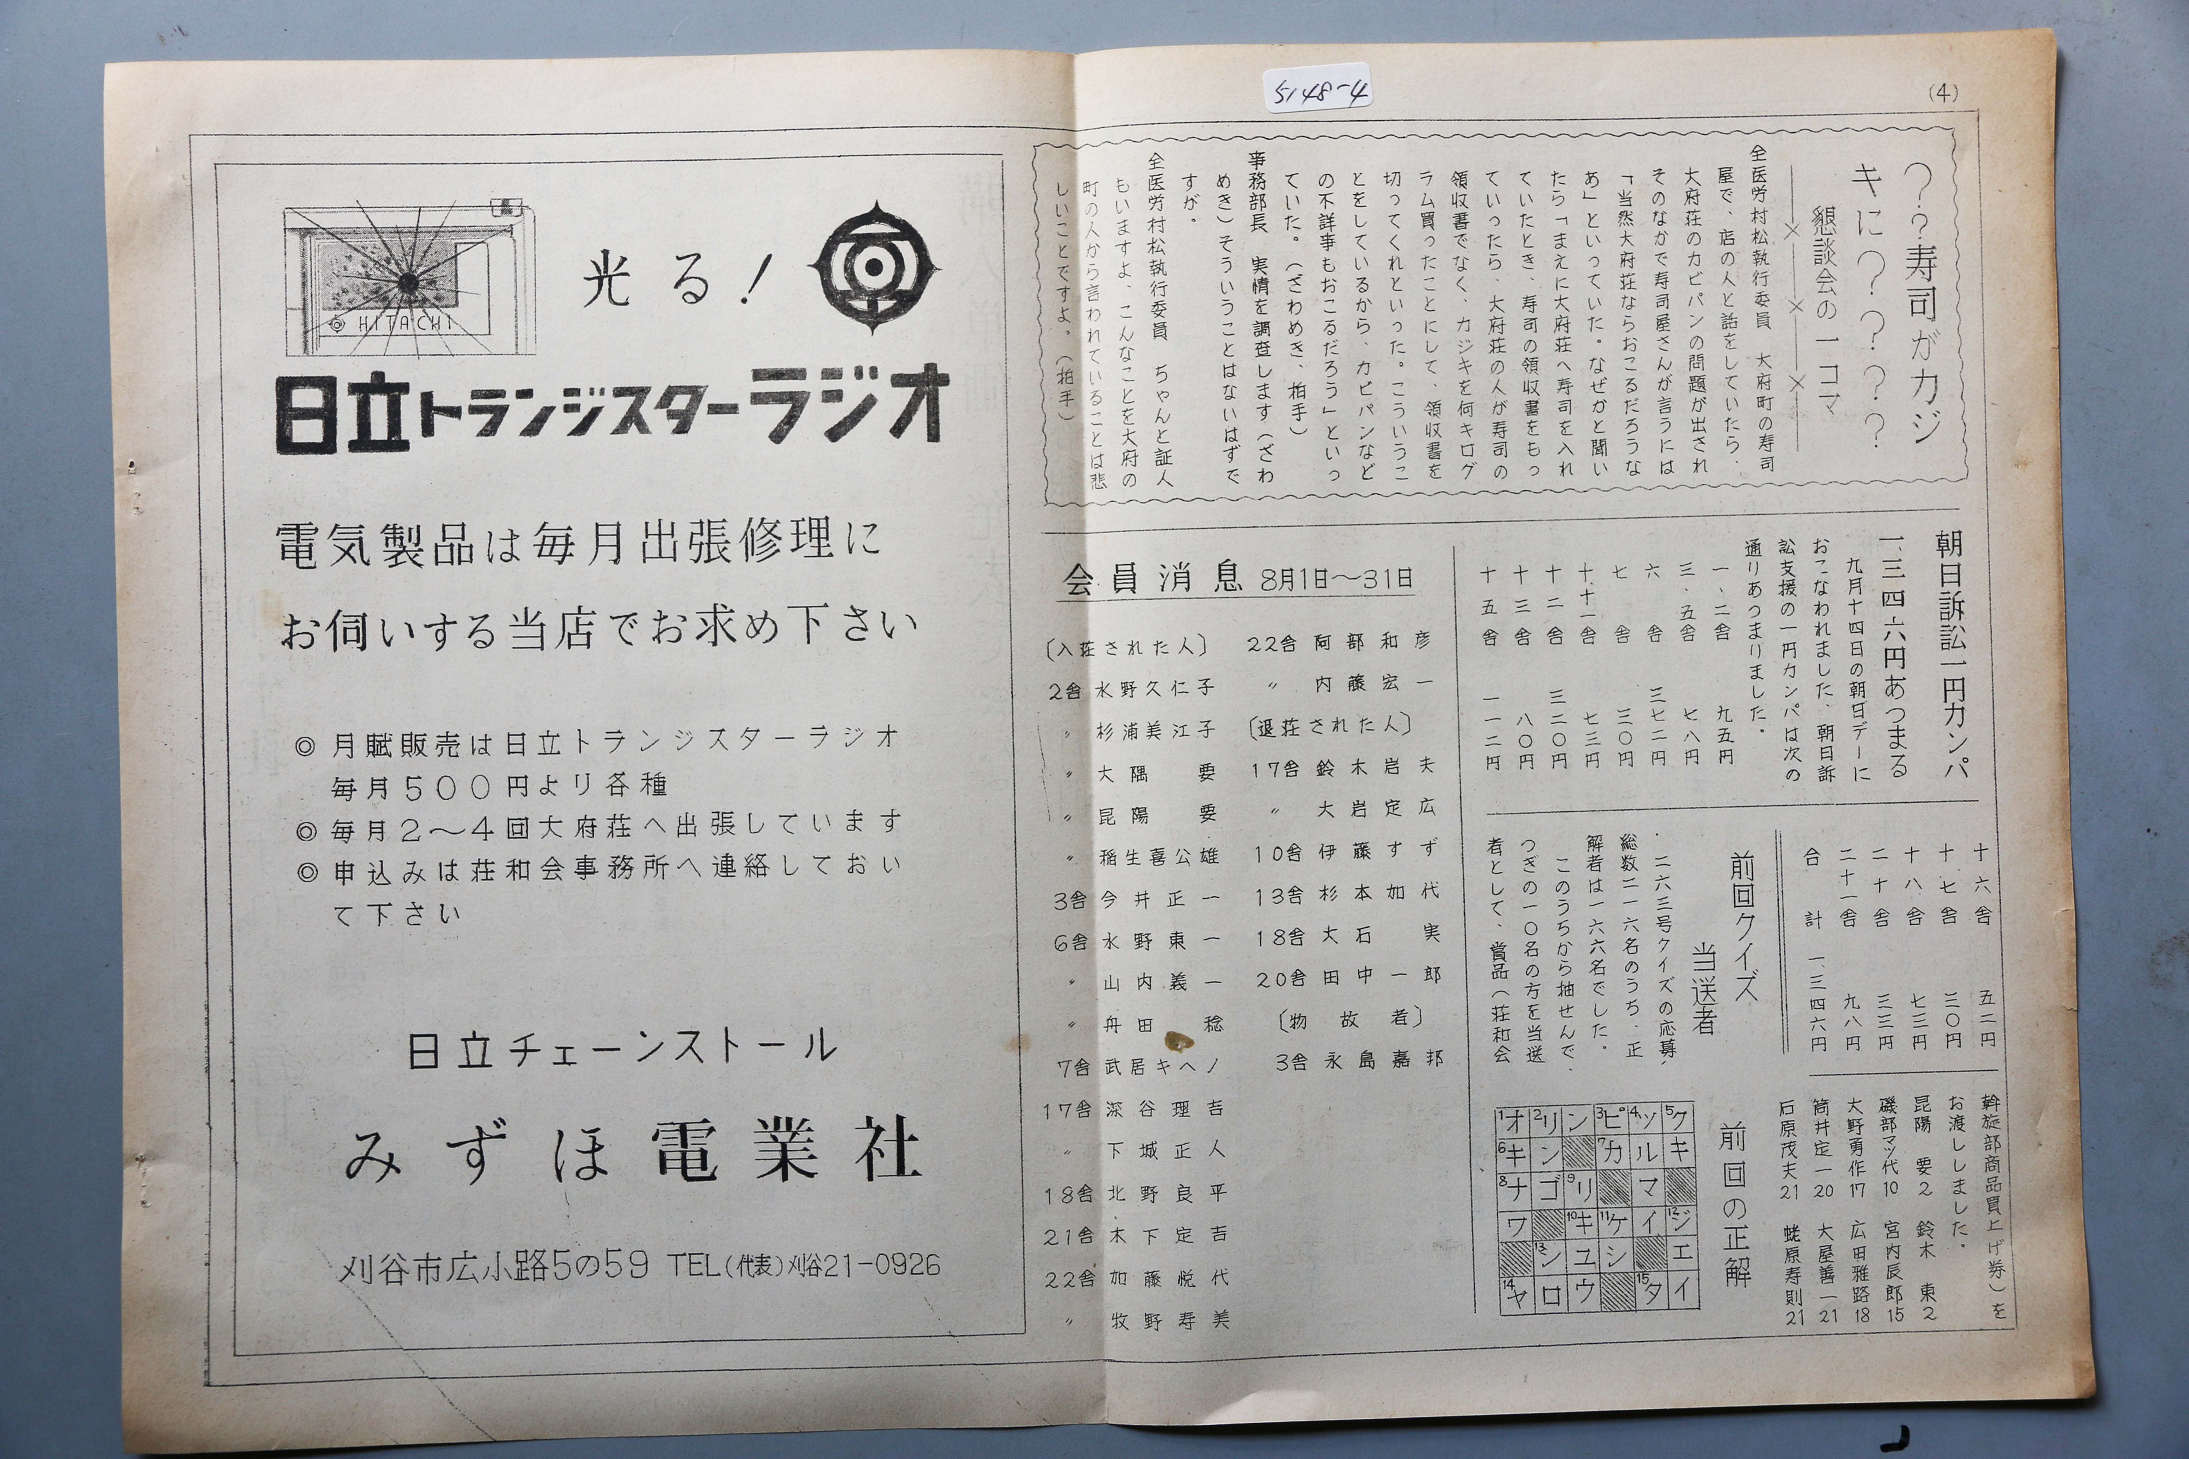 5148-4
(4)
？？寿司がカジ
キに？？？？
懇談会の一コマ
全医労村松執行委員　大府町の寿司
屋で、店の人と話をしていたら、
大府荘のカビパンの問題が出され
そのなかで寿司屋さんが言うには
「当然大府荘ならおこるだろうな
あ」といっていた。なぜかと聞い
たら「まえに大府荘へ寿司を入れ
ていたとき、寿司の領収書をもっ
ていったら、大府荘の人が寿司の
領収書でなく、カジキを何キログ
ラム買ったことにして、領収書を
切ってくれといった。こういうこ
とをしているから、カビパンなど
の不詳事もおこるだろう」といっ
ていた。（ざわめき、拍手）
事務部長　実情を調査します（ざわ
めき）そういうことはないはずで
すが。
全医労村松執行委員　ちゃんと証人
もいますよ、こんなことを大府の
町の人から言われていることは悲
しいことですよ。（拍手）
朝日訴訟一円カンパ
一、三四六円あつまる
九月十四日の朝日デーに
おこなわれました、朝日訴
訟支援の一円カンパは次の
通りあつまりました。
一、二舎　九五円
三、五舎　七八円
六　舎　三七二円
七　舎　三〇円
十、十一舎　七三円
十二舎　三二〇円
十三舎　八〇円
十五舎　一一二円
十六舎　五二円
十七舎　三〇円
十八舎　七三円
二十舎　三三円
二十一舎　九八円
合　計　一、三四六円
前回クイズ
当送者
二六三号クイズの応募、
総数二一六名のうち、正
解者は一六六名でした。
このうちから抽せんで、
つぎの一〇名の方を当送
者として、賞品（荘和会
斡旋部商品買上げ券）を
お渡ししました。
昆陽　要2　鈴木　東2
磯部マツ代10　宮内辰郎15
大野勇作17　広田雅路18
筒井定一20　大屋善一21
石原茂夫21　蛯原寿則21
前回の正解
1オ 2リ ン 3ピ 4ッ 5ク
6キ ン 7カ ル キ
8ナ ゴ 9リ マ
ワ 10キ 11ケ イ 12ジ
13ン ユ シ エ
14ヤ ロ ウ 15タ イ
会員消息 8月1日〜31日
〔入荘された人〕
2舎 水野久仁子
〃 杉浦美江子
〃 大隅　要
〃 昆陽　要
〃 稲生喜公雄
3舎 今井正一
6舎 水野東一
〃 山内義一
〃 舟田　稔
7舎 武居キヘノ
17舎 深谷理吉
〃 下城正人
18舎 北野良平
21舎 木下定吉
22舎 加藤悦代
〃 牧野寿美
22舎 阿部和彦
〃 内藤宏一
〔退荘された人〕
17舎 鈴木岩夫
〃 大岩定広
10舎 伊藤すず
13舎 杉本加代
18舎 大石　実
20舎 田中一郎
〔物故者〕
3舎 永島嘉邦
HITACHI
光る！
日立トランジスターラジオ
電気製品は毎月出張修理に
お伺いする当店でお求め下さい
◎ 月賦販売は日立トランジスターラジオ
毎月500円より各種
◎ 毎月2〜4回大府荘へ出張しています
◎ 申込みは荘和会事務所へ連絡しておい
て下さい
日立チェーンストール
みずほ電業社
刈谷市広小路5の59 TEL(代表)刈谷21-0926